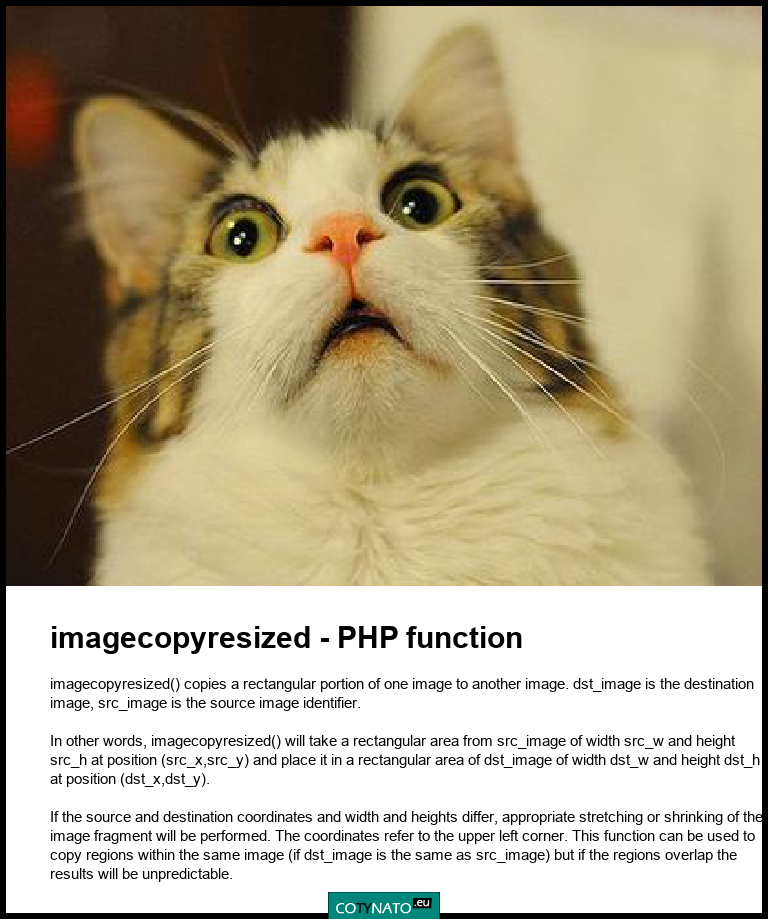 imagecopyresized - PHP function
imagecopyresized() copies a rectangular portion of one image to another image. dst_image is the destination
image, src_image is the source image identifier.
In other words, imagecopyresized() will take a rectangular area from src_image of width src_w and height
src_h at position (src_x,src_y) and place it in a rectangular area of dst_image of width dst_w and height dst_h
at position (dst_x,dst_y).
If the source and destination coordinates and width and heights differ, appropriate stretching or shrinking of the
image fragment will be performed. The coordinates refer to the upper left corner. This function can be used to
copy regions within the same image (if dst_image is the same as src_image) but if the regions overlap the
results will be unpredictable.
COTYNATO.eu